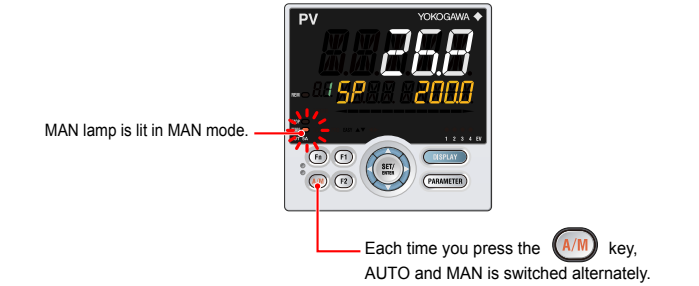 PV
YOKOGAWA
26.8
SP 200.0
MAN lamp is lit in MAN mode.
1 2 3 4 EV
Fn F1 DISPLAY
SET/
ENTER
A/M F2 PARAMETER
Each time you press the A/M key,
AUTO and MAN is switched alternately.